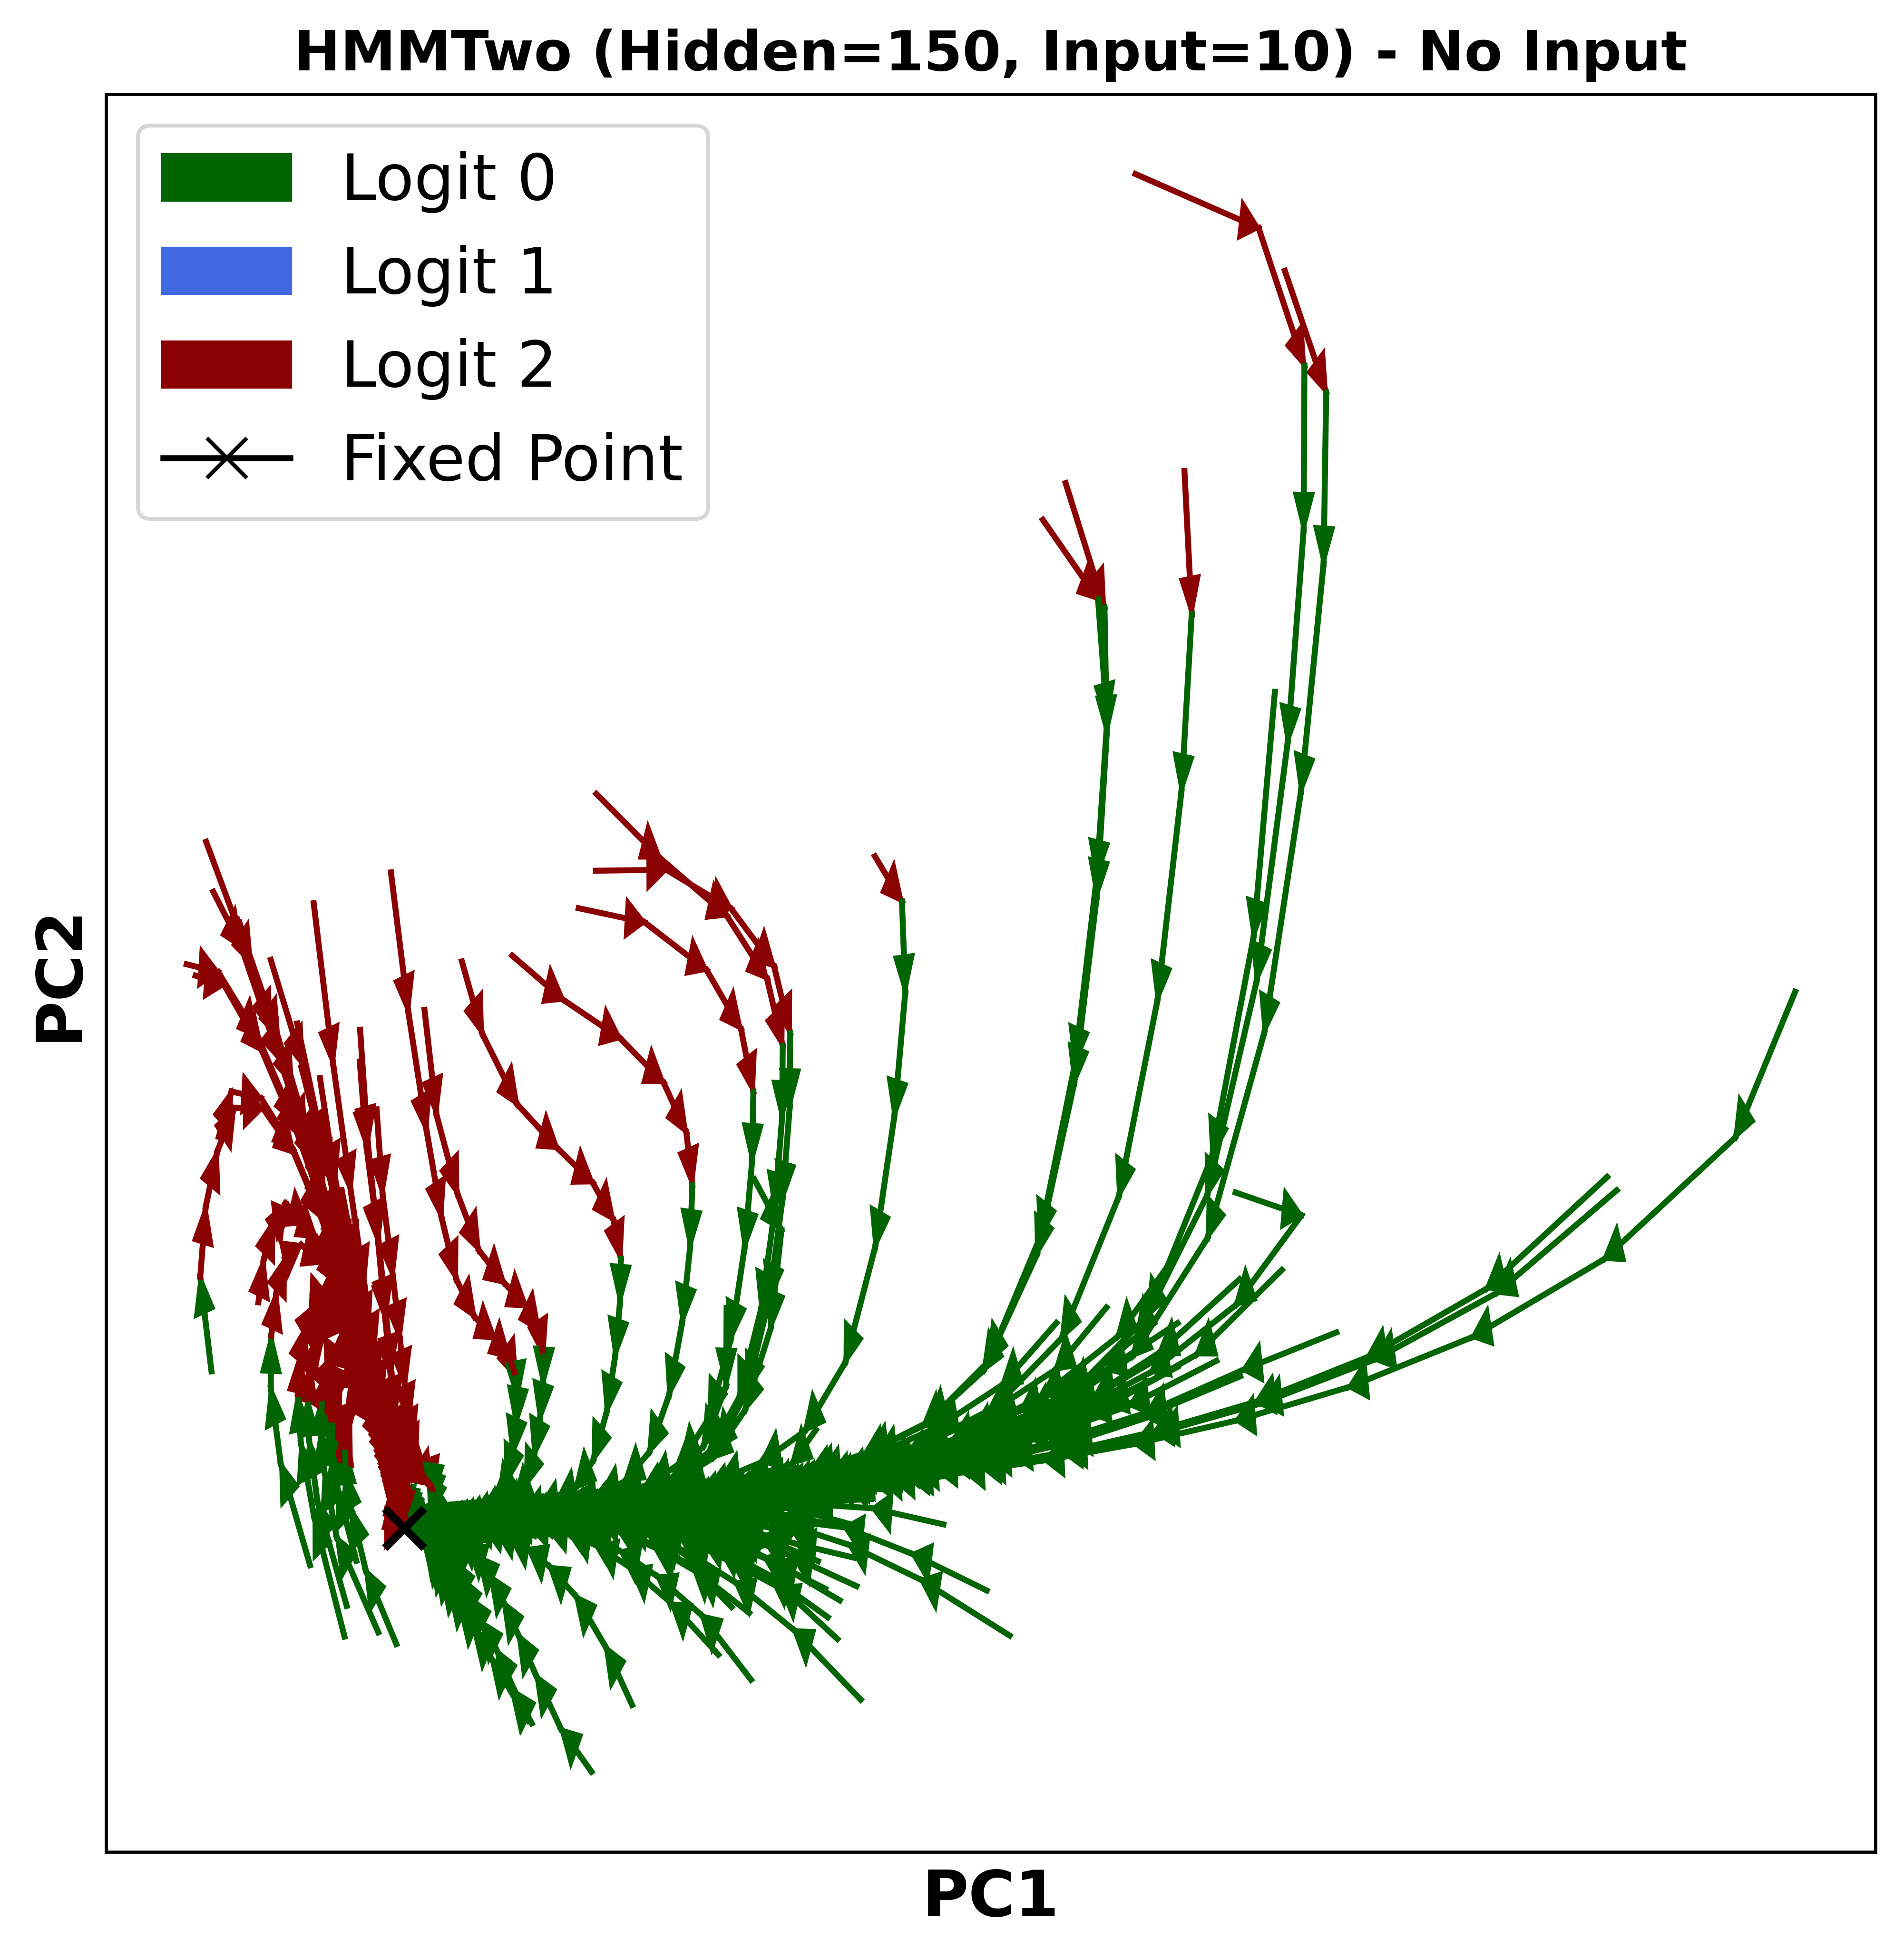 HMMTwo (Hidden=150, Input=10) - No Input
Logit 0
Logit 1
Logit 2
Fixed Point
PC2
PC1